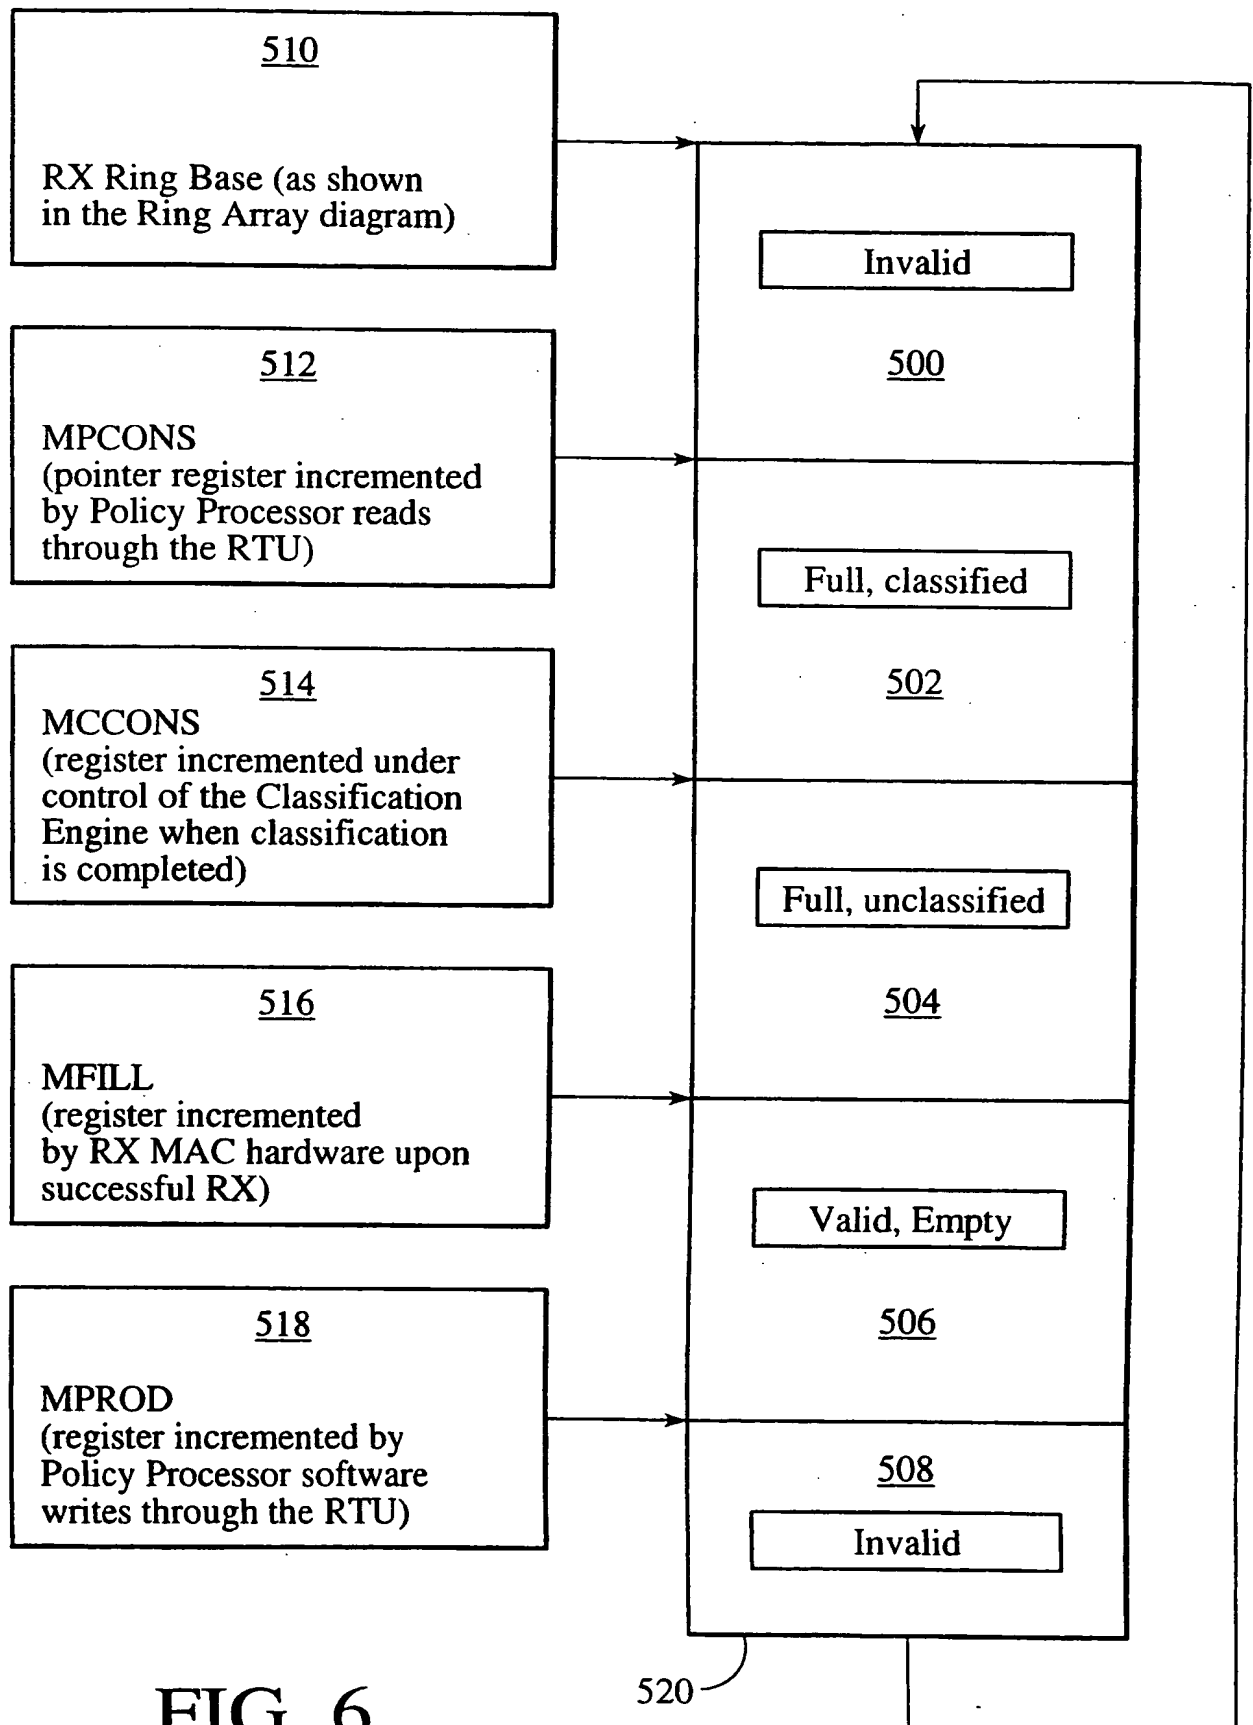 510
RX Ring Base (as shown
in the Ring Array diagram)
Invalid
500
512
MPCONS
(pointer register incremented
by Policy Processor reads
through the RTU)
Full, classified
502
514
MCCONS
(register incremented under
control of the Classification
Engine when classification
is completed)
Full, unclassified
504
516
MFILL
(register incremented
by RX MAC hardware upon
successful RX)
Valid, Empty
506
518
MPROD
(register incremented by
Policy Processor software
writes through the RTU)
508
Invalid
520
FIG. 6